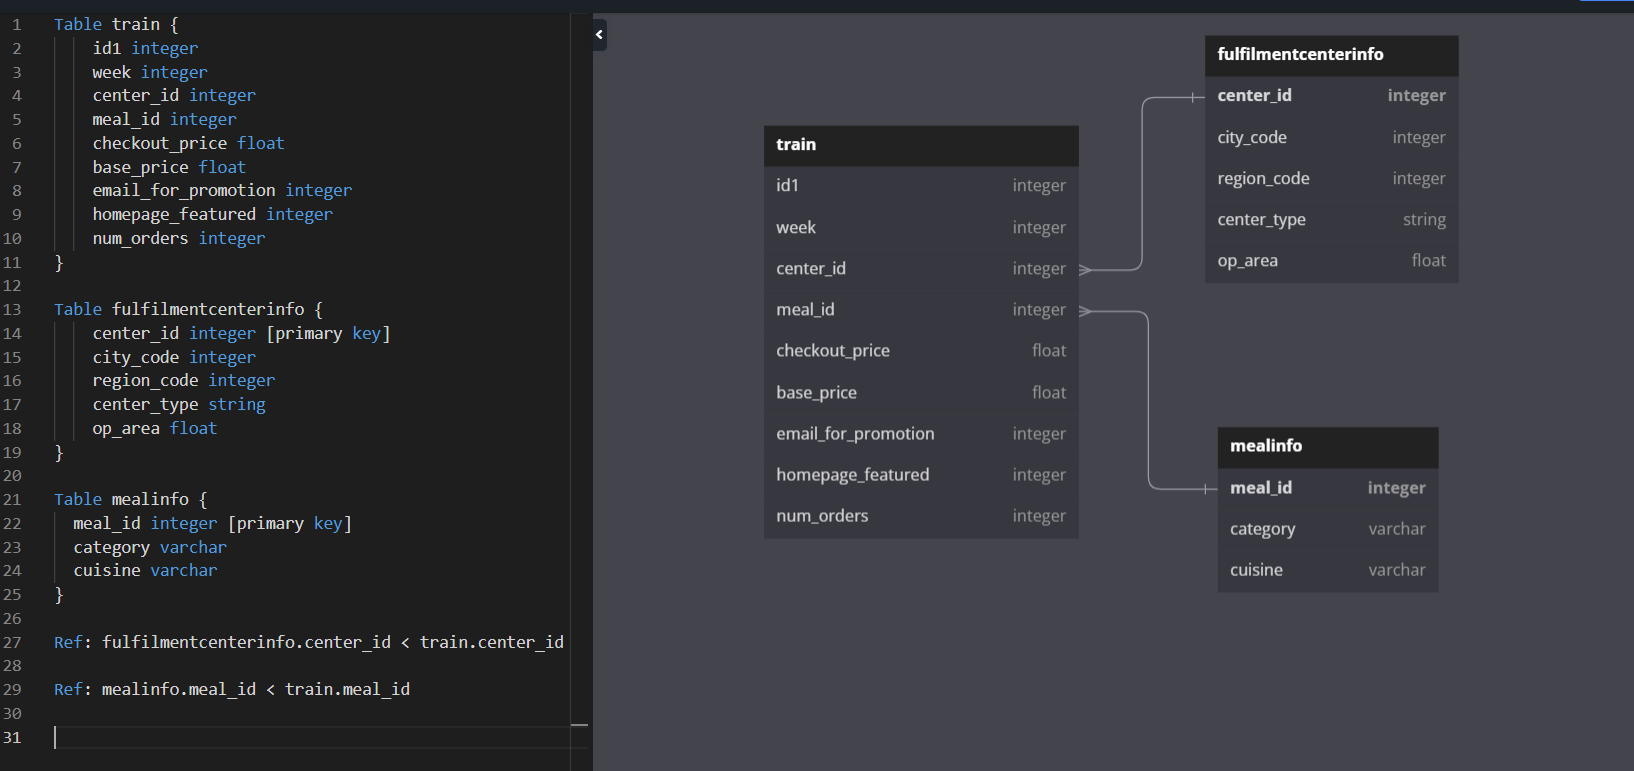 1 Table train {
2 id1 integer
3 week integer
4 center_id integer
5 meal_id integer
6 checkout_price float
7 base_price float
8 email_for_promotion integer
9 homepage_featured integer
10 num_orders integer
11 }
12
13 Table fulfilmentcenterinfo {
14 center_id integer [primary key]
15 city_code integer
16 region_code integer
17 center_type string
18 op_area float
19 }
20
21 Table mealinfo {
22 meal_id integer [primary key]
23 category varchar
24 cuisine varchar
25 }
26
27 Ref: fulfilmentcenterinfo.center_id < train.center_id
28
29 Ref: mealinfo.meal_id < train.meal_id
30
31
train
id1 integer
week integer
center_id integer
meal_id integer
checkout_price float
base_price float
email_for_promotion integer
homepage_featured integer
num_orders integer
fulfilmentcenterinfo
center_id integer
city_code integer
region_code integer
center_type string
op_area float
mealinfo
meal_id integer
category varchar
cuisine varchar